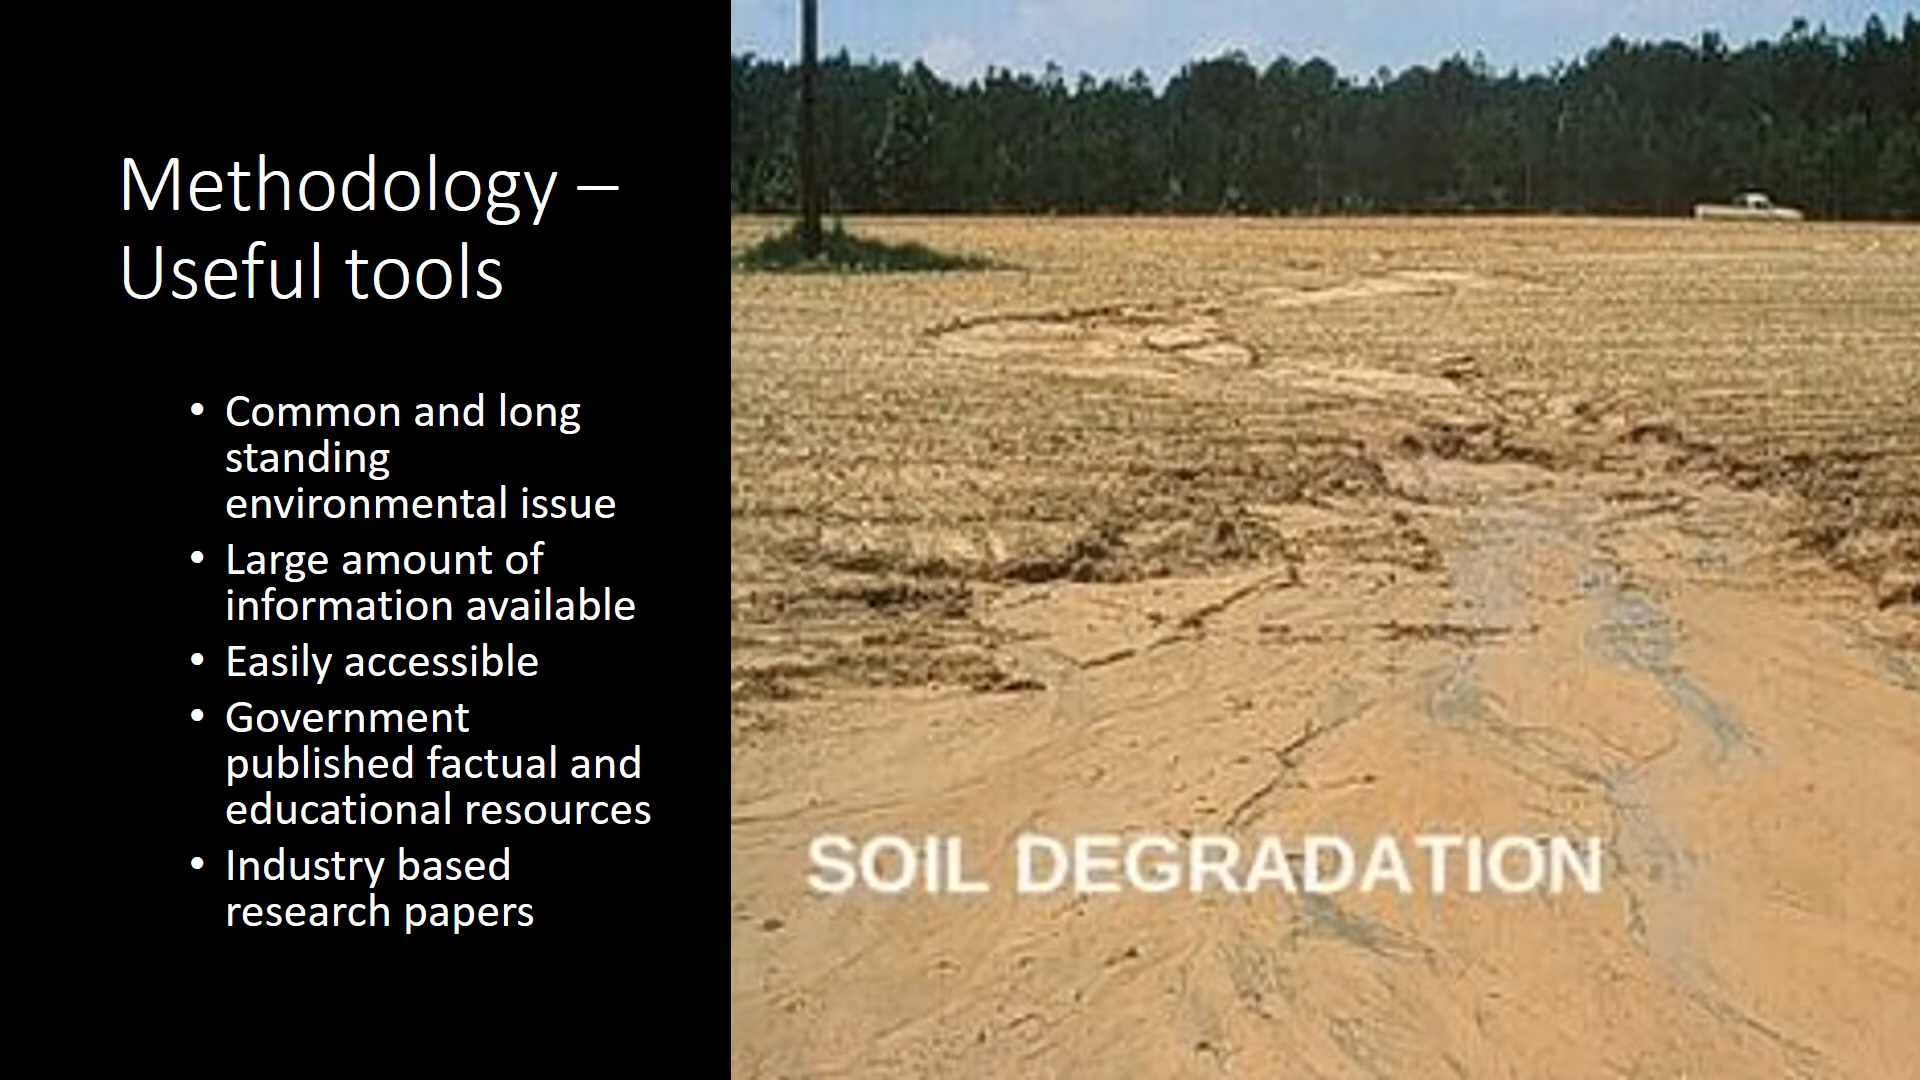 Methodology –
Useful tools
• Common and long
standing
environmental issue
• Large amount of
information available
• Easily accessible
• Government
published factual and
educational resources
• Industry based
research papers
SOIL DEGRADATION